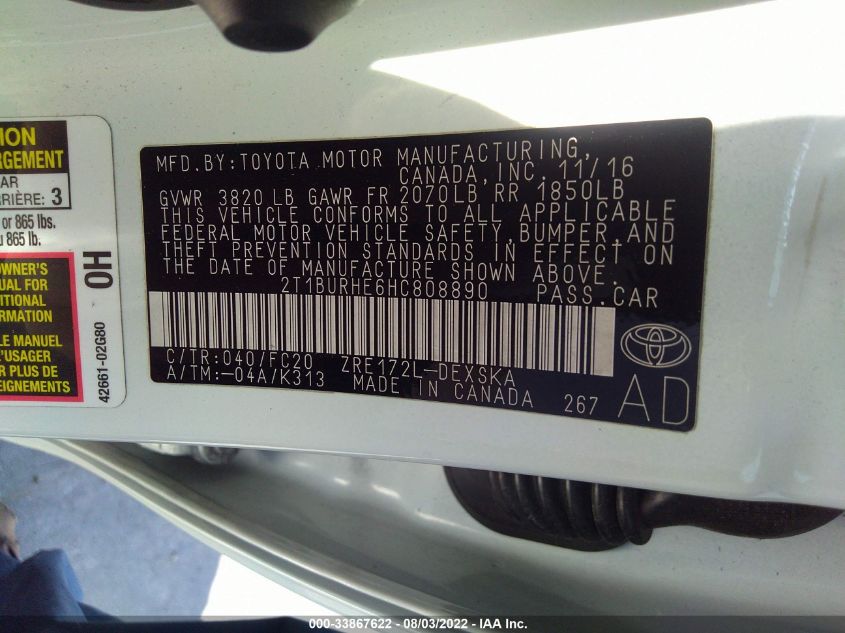 ION
RGEMENT
AR
RRIÈRE: 3
or 865 lbs.
u 865 lb.
OWNER'S
L FOR
ITIONAL
RMATION
LE MANUEL
L'USAGER
R PLUS DE
EIGNEMENTS
OH
42661-02G80
MFD. BY: TOYOTA MOTOR MANUFACTURING,
CANADA, INC. 11/16
GVWR 3820 LB GAWR FR 2070LB RR 1850LB
THIS VEHICLE CONFORMS TO ALL APPLICABLE
FEDERAL MOTOR VEHICLE SAFETY, BUMPER, AND
THEFT PREVENTION STANDARDS IN EFFECT ON
THE DATE OF MANUFACTURE SHOWN ABOVE.
2T1BURHE6HC808890 PASS. CAR
C/TR: 040/FC20 ZRE172L-DEXSKA
A/TM: -04A/K313 MADE IN CANADA 267
AD
000-33867622 - 08/03/2022 - IAA Inc.